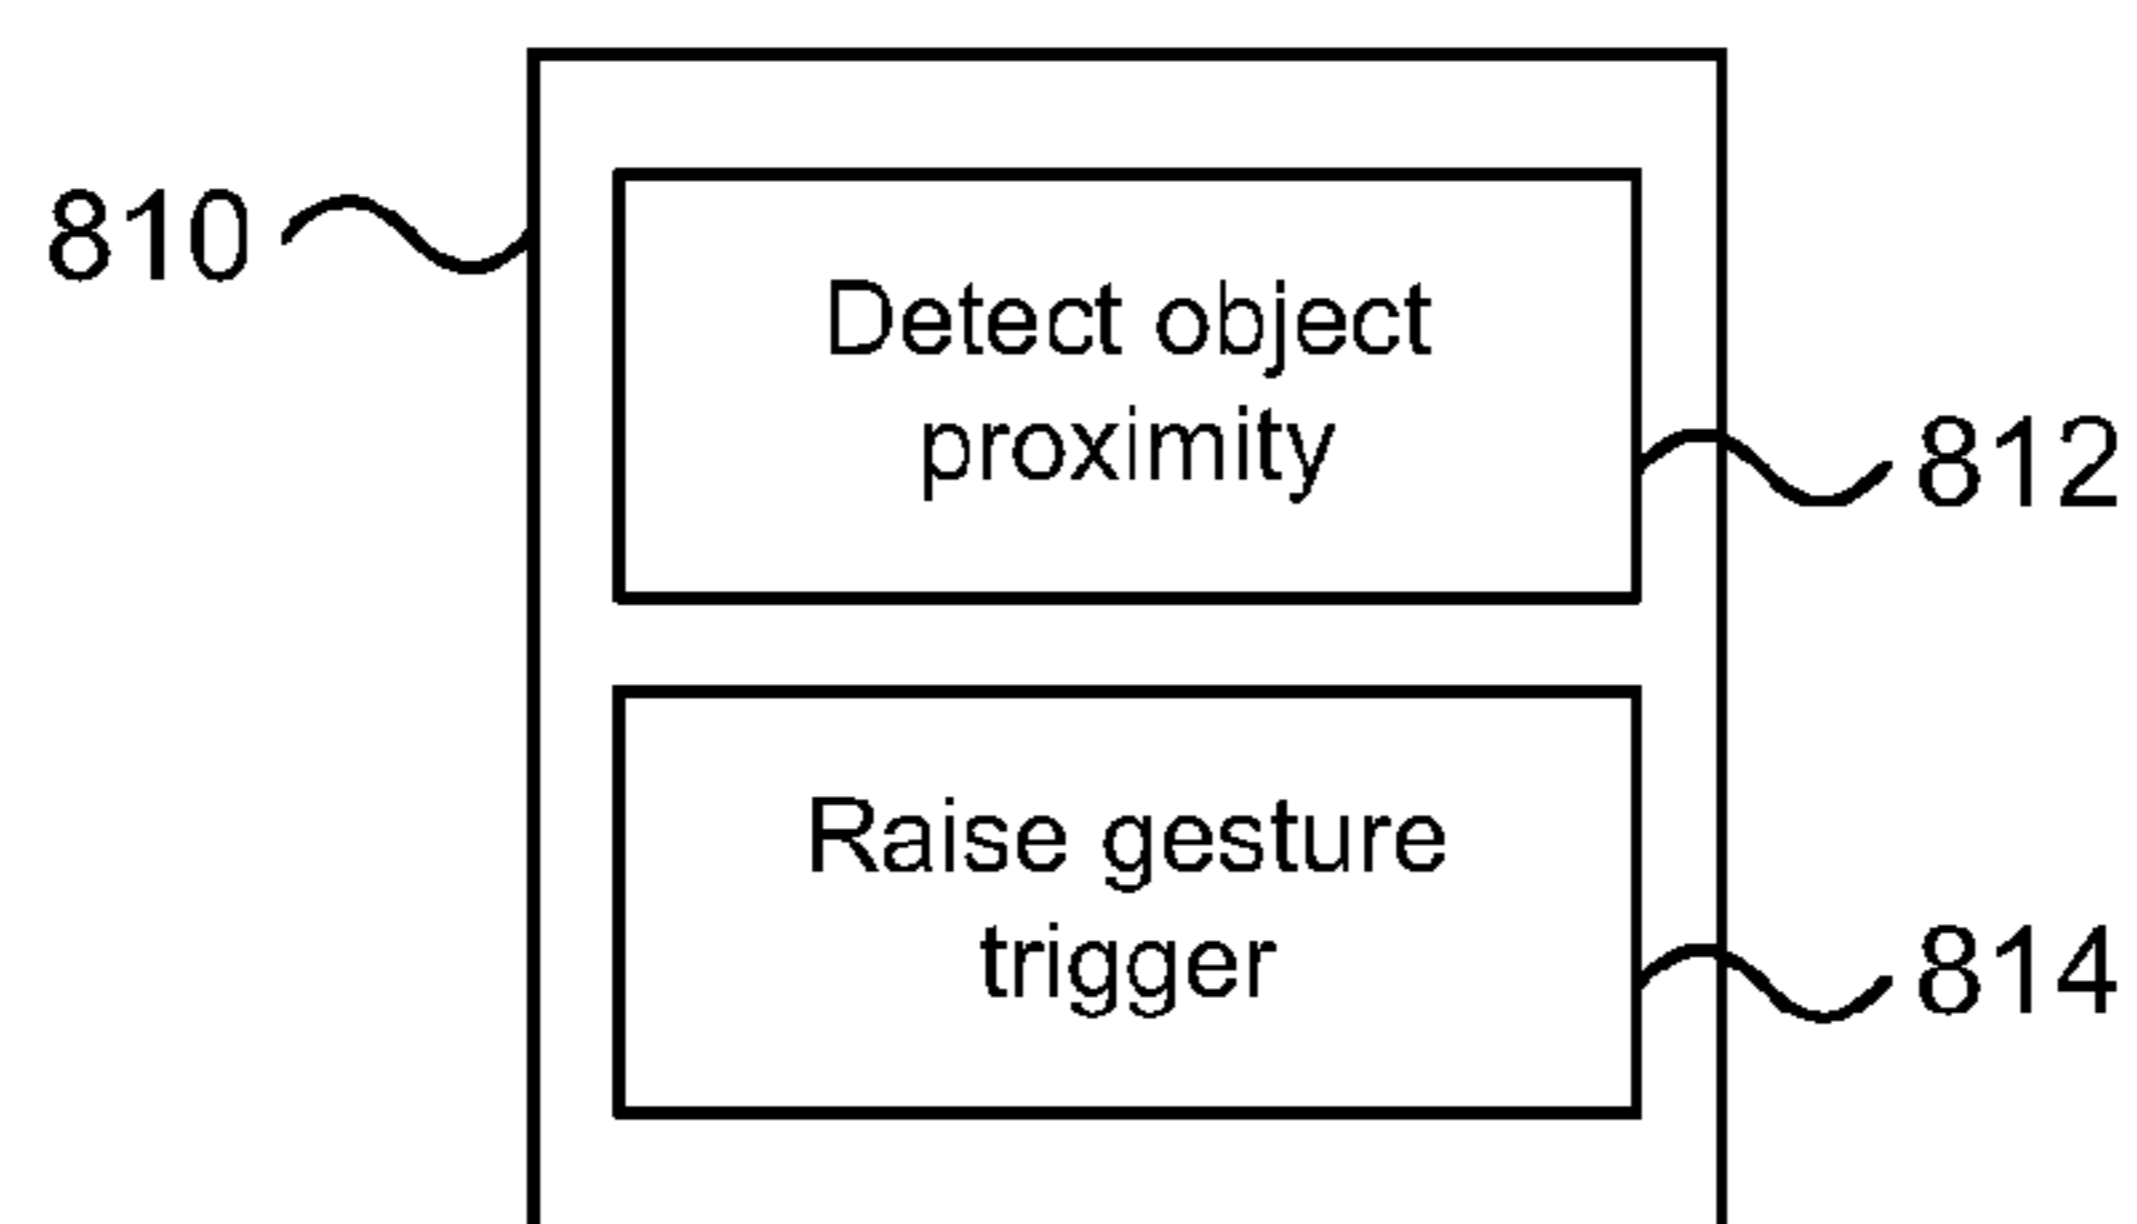 810
Detect object
proximity
812
Raise gesture
trigger
814